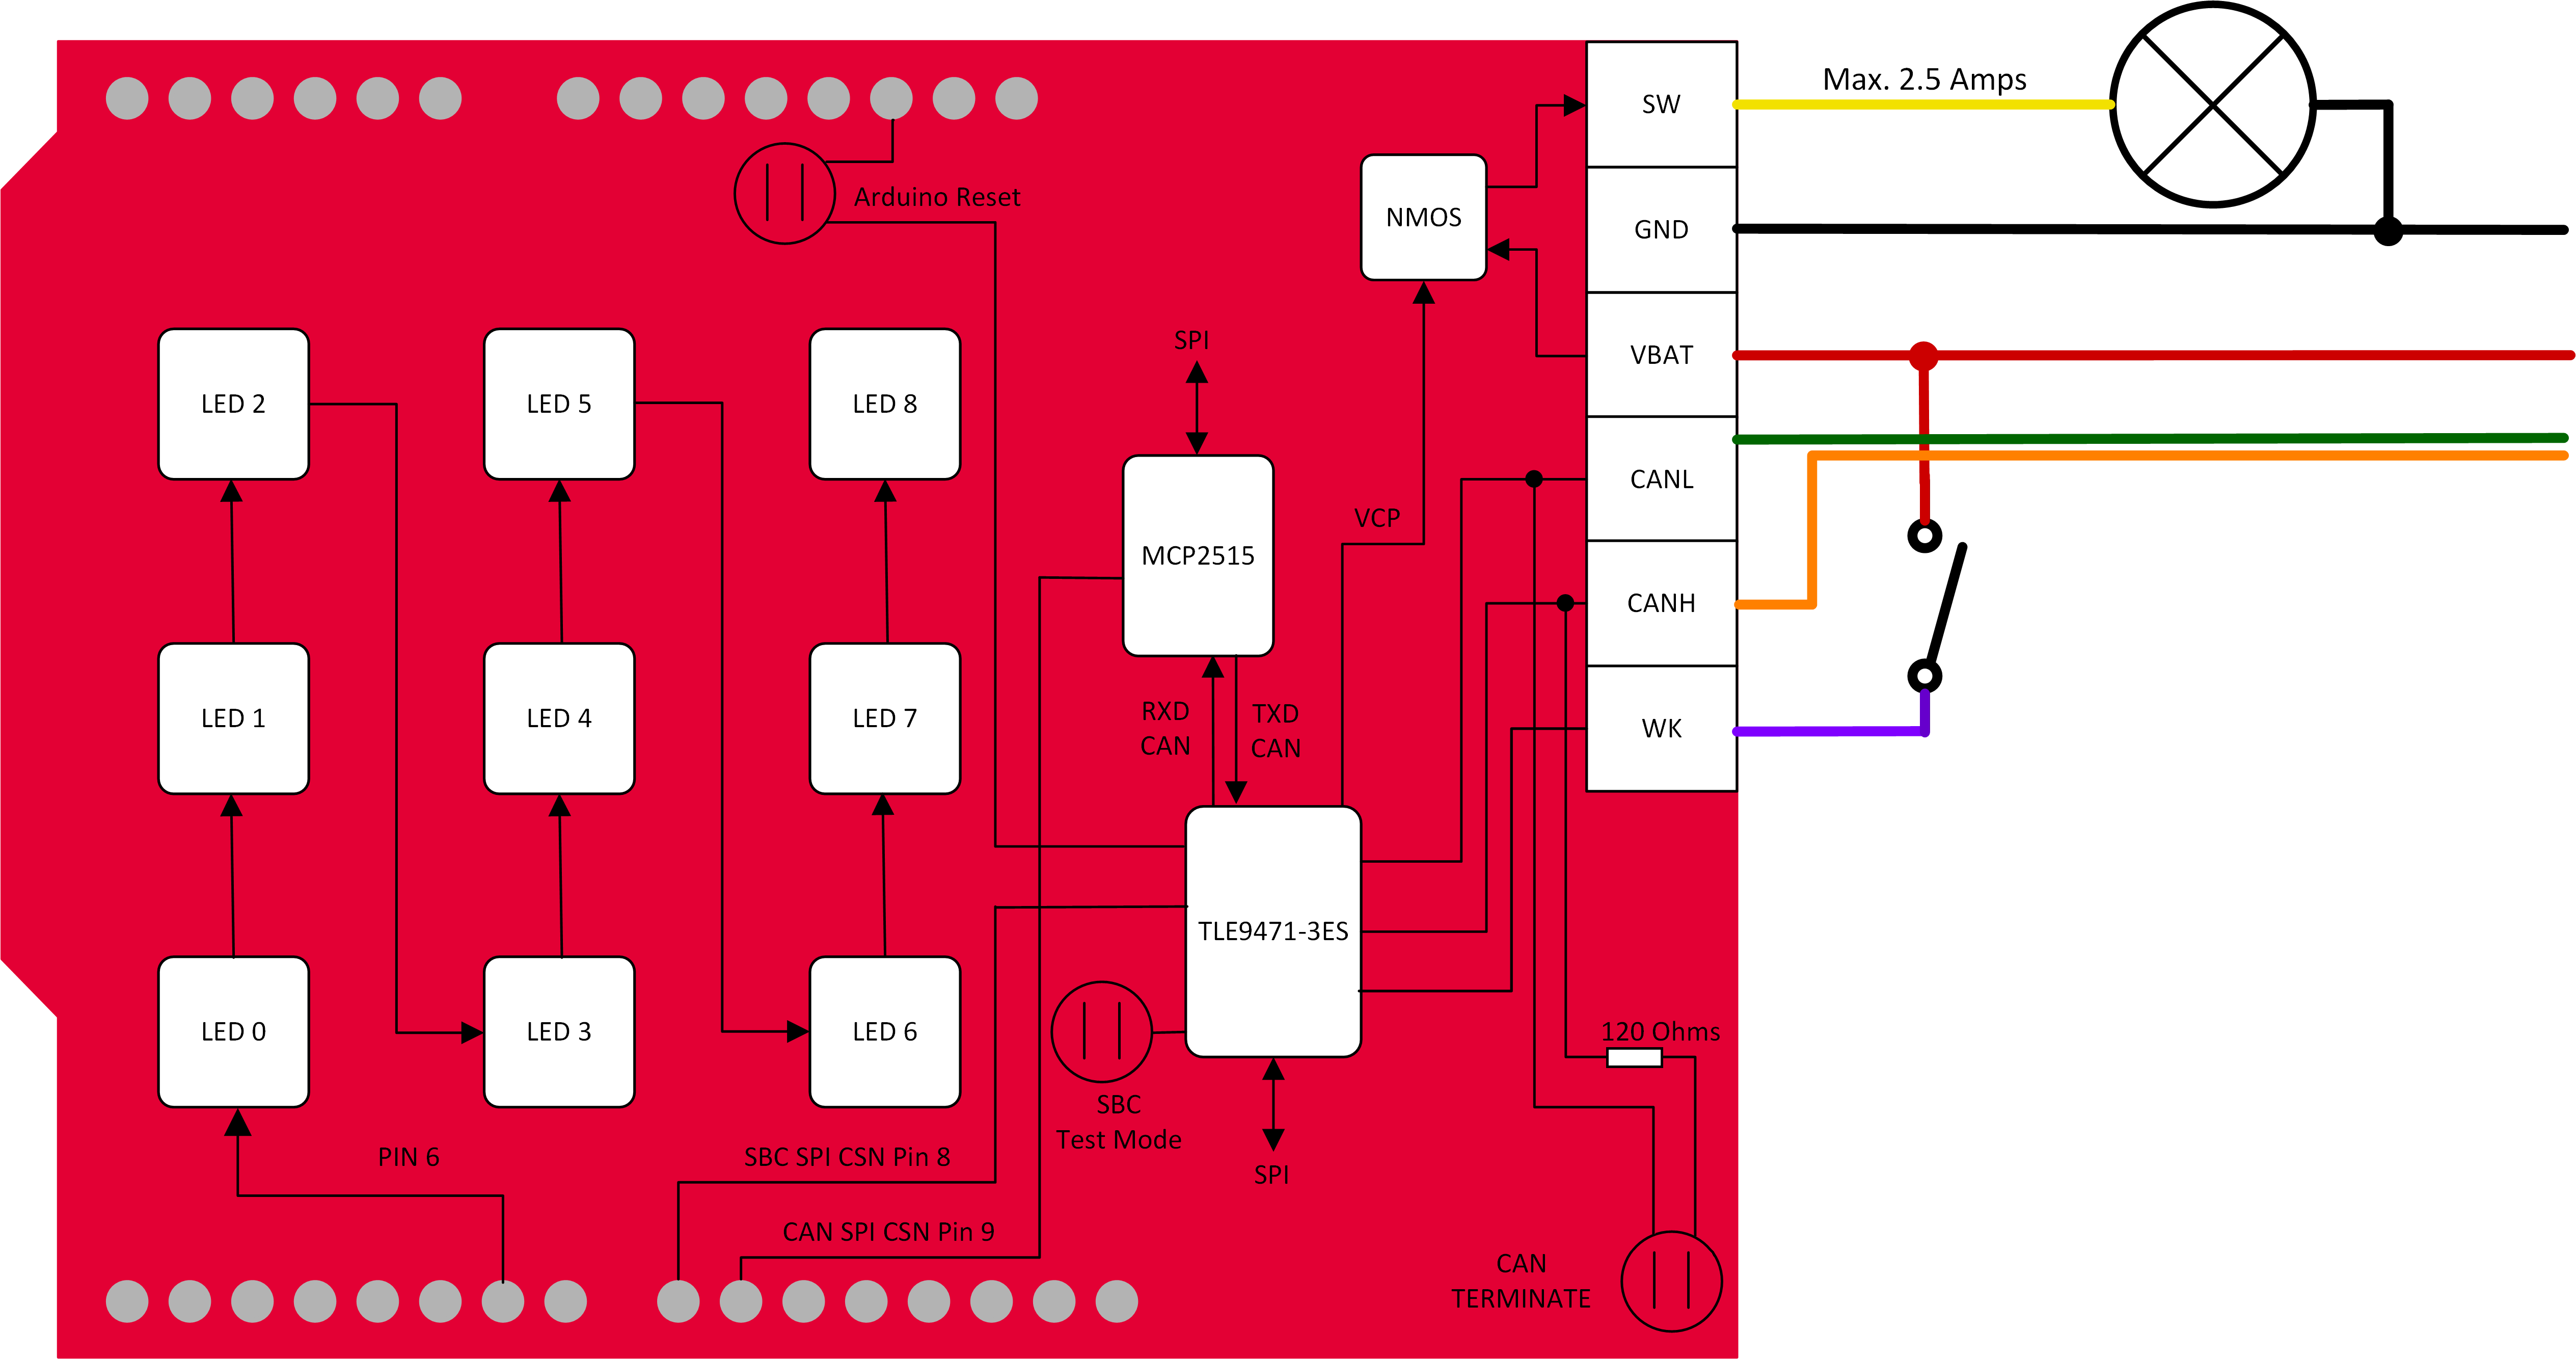 Max. 2.5 Amps
SW
Arduino Reset
NMOS
GND
SPI
VBAT
LED 2
LED 5
LED 8
CANL
VCP
MCP2515
CANH
LED 1
LED 4
LED 7
RXD
CAN
TXD
CAN
WK
TLE9471-3ES
LED 0
LED 3
LED 6
120 Ohms
SBC
Test Mode
PIN 6
SBC SPI CSN Pin 8
SPI
CAN SPI CSN Pin 9
CAN
TERMINATE